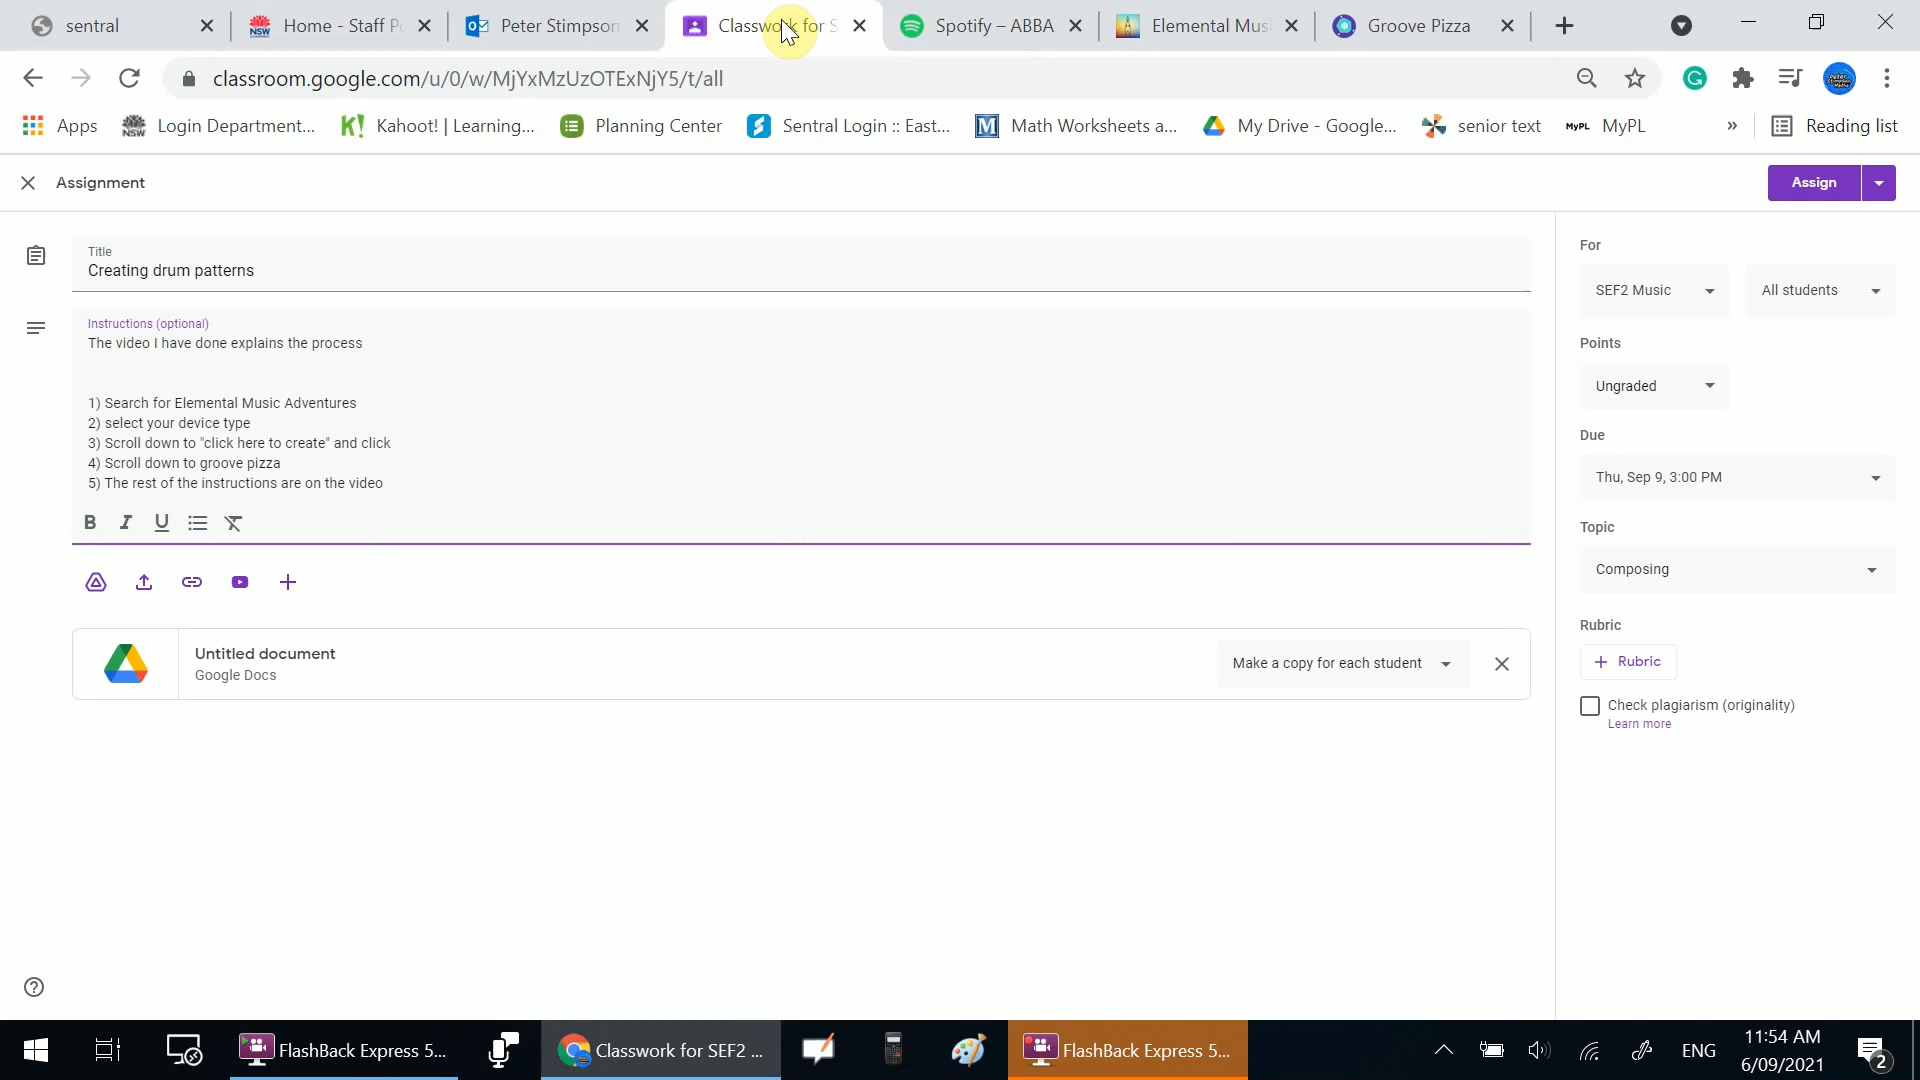 sentral
Home - Staff Po
Peter Stimpson
Classwork for S
Spotify – ABBA
Elemental Mus
Groove Pizza
classroom.google.com/u/0/w/MjYxMzUzOTExNjY5/t/all
Apps
Login Department...
Kahoot! | Learning...
Planning Center
Sentral Login :: East...
Math Worksheets a...
My Drive - Google...
senior text
MyPL
MyPL
»
Reading list
Assignment
Assign
Title
Creating drum patterns
Instructions (optional)
The video I have done explains the process
1) Search for Elemental Music Adventures
2) select your device type
3) Scroll down to "click here to create" and click
4) Scroll down to groove pizza
5) The rest of the instructions are on the video
B I U
Untitled document
Google Docs
Make a copy for each student
For
SEF2 Music
All students
Points
Ungraded
Due
Thu, Sep 9, 3:00 PM
Topic
Composing
Rubric
+ Rubric
Check plagiarism (originality)
Learn more
FlashBack Express 5...
Classwork for SEF2 ...
FlashBack Express 5...
ENG
11:54 AM
6/09/2021
2